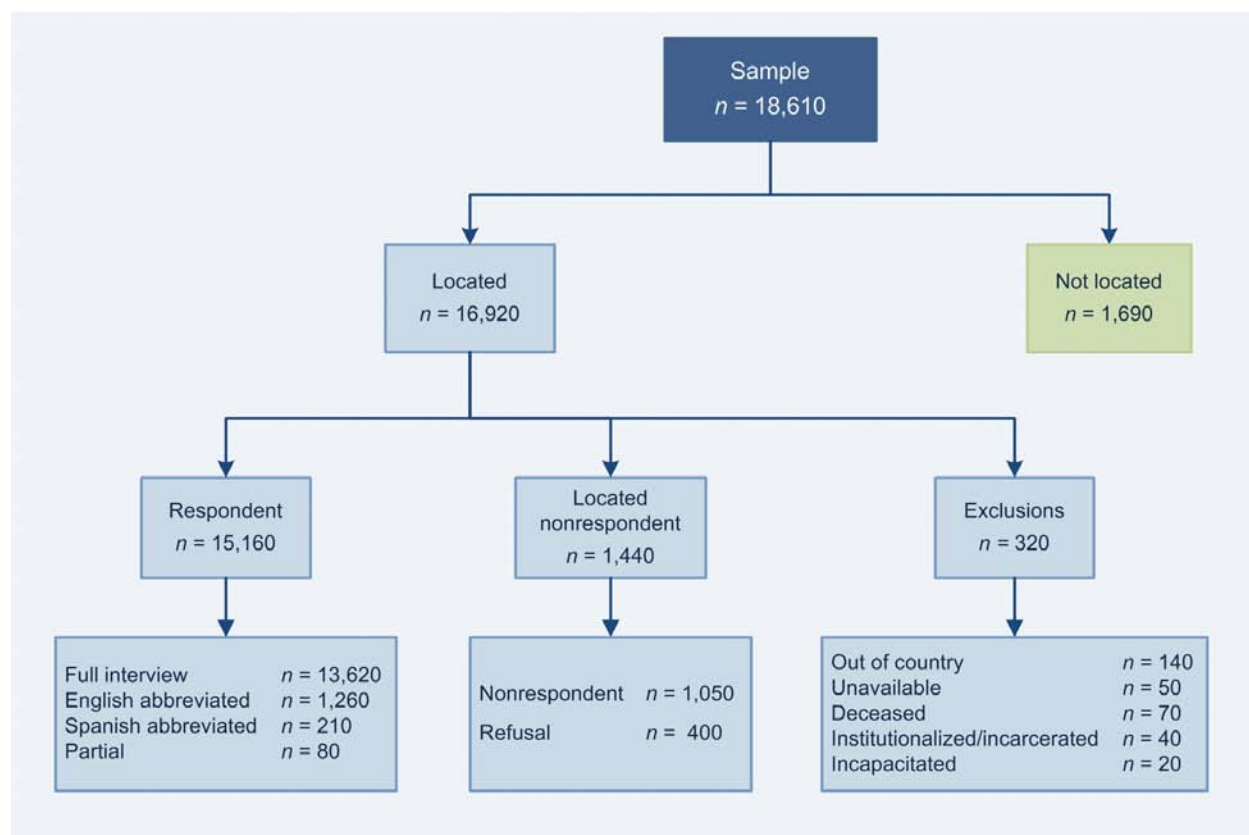 Sample
n = 18,610
Located
n = 16,920
Not located
n = 1,690
Respondent
n = 15,160
Located
nonrespondent
n = 1,440
Exclusions
n = 320
Full interview n = 13,620
English abbreviated n = 1,260
Spanish abbreviated n = 210
Partial n = 80
Nonrespondent n = 1,050
Refusal n = 400
Out of country n = 140
Unavailable n = 50
Deceased n = 70
Institutionalized/incarcerated n = 40
Incapacitated n = 20